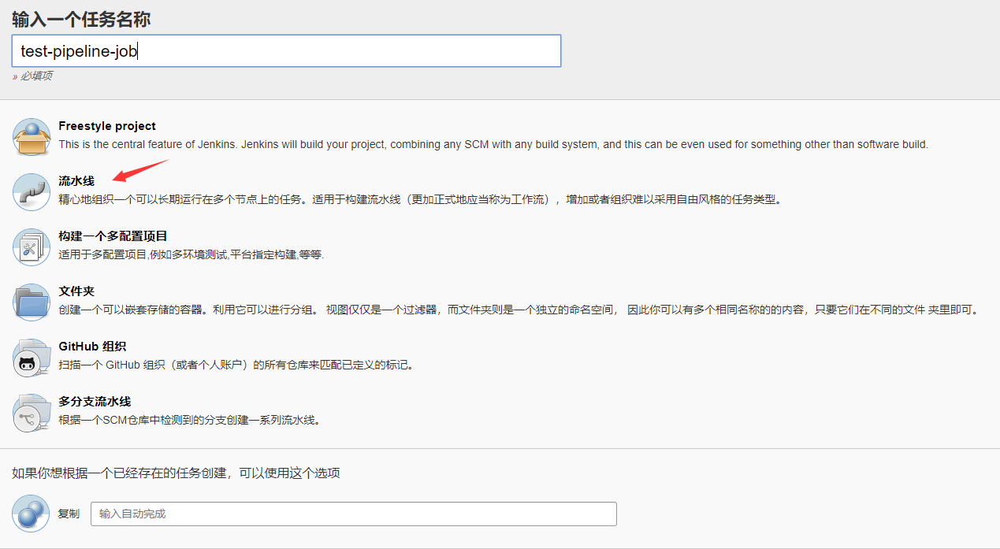 输入一个任务名称
test-pipeline-job
» 必填项
Freestyle project
This is the central feature of Jenkins. Jenkins will build your project, combining any SCM with any build system, and this can be even used for something other than software build.
流水线
精心地组织一个可以长期运行在多个节点上的任务。适用于构建流水线（更加正式地应当称为工作流），增加或者组织难以采用自由风格的任务类型。
构建一个多配置项目
适用于多配置项目,例如多环境测试,平台指定构建,等等.
文件夹
创建一个可以嵌套存储的容器。利用它可以进行分组。 视图仅仅是一个过滤器，而文件夹则是一个独立的命名空间， 因此你可以有多个相同名称的的内容，只要它们在不同的文件 夹里即可。
GitHub 组织
扫描一个 GitHub 组织（或者个人账户）的所有仓库来匹配已定义的标记。
多分支流水线
根据一个SCM仓库中检测到的分支创建一系列流水线。
如果你想根据一个已经存在的任务创建，可以使用这个选项
复制 输入自动完成